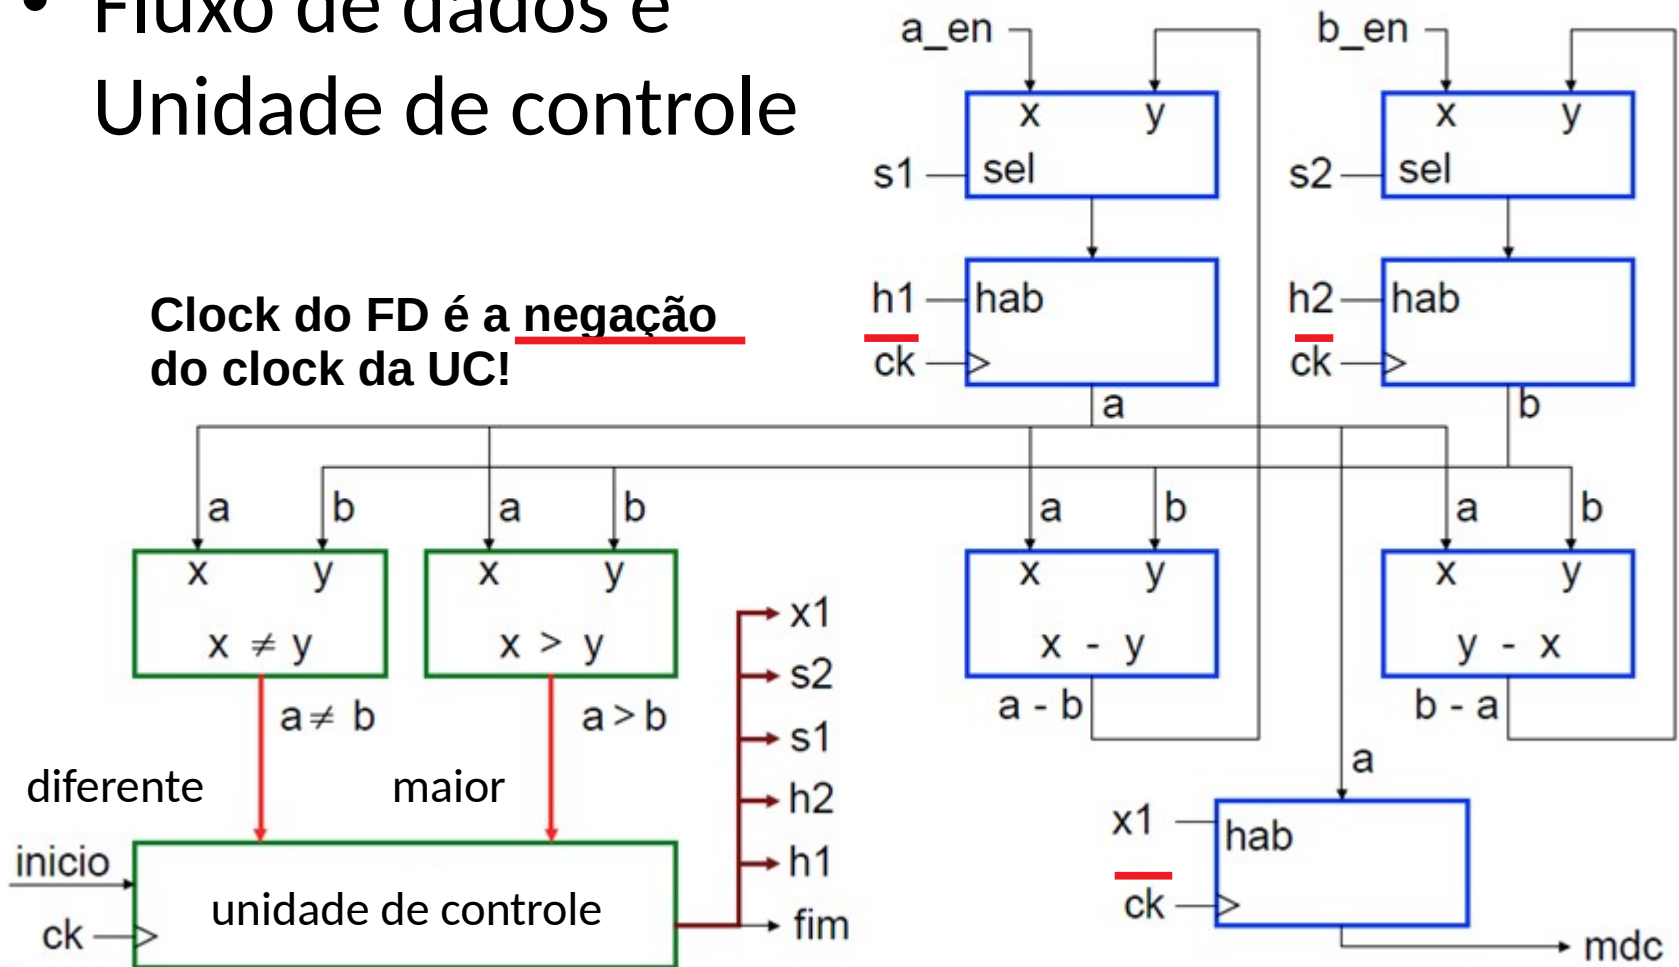 • Fluxo de dados e
Unidade de controle
a_en
b_en
x y
x y
s1 sel
s2 sel
Clock do FD é a negação
do clock da UC!
h1 hab
h2 hab
ck
ck
a
b
a b a b a b a b
x y
x y
x y
x y
x ≠ y
x > y
x - y
y - x
a ≠ b
a > b
a - b
b - a
diferente
maior
x1
s2
s1
h2
h1
fim
inicio
ck
unidade de controle
a
x1
hab
ck
mdc